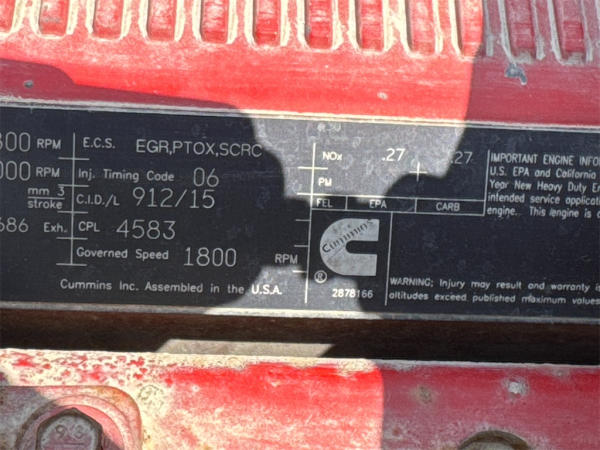 800 RPM
000 RPM
mm 3
stroke
686 Exh.
E.C.S. EGR,PTOX,SCRC
Inj. Timing Code 06
C.I.D./L 912/15
CPL 4583
Governed Speed 1800 RPM
Cummins Inc. Assembled in the U.S.A.
NOx .27 .27
PM
FEL EPA CARB
Cummins
®
2878166
IMPORTANT ENGINE INFO
U.S. EPA and California
Year New Heavy Duty
intended service applicati
engine. This engine is
WARNING: Injury may result and warranty is
altitudes exceed published maximum values